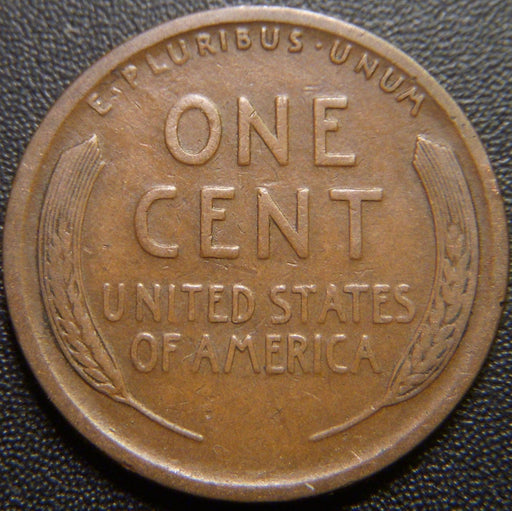 E·PLURIBUS·UNUM
ONE
CENT
UNITED STATES
OF AMERICA